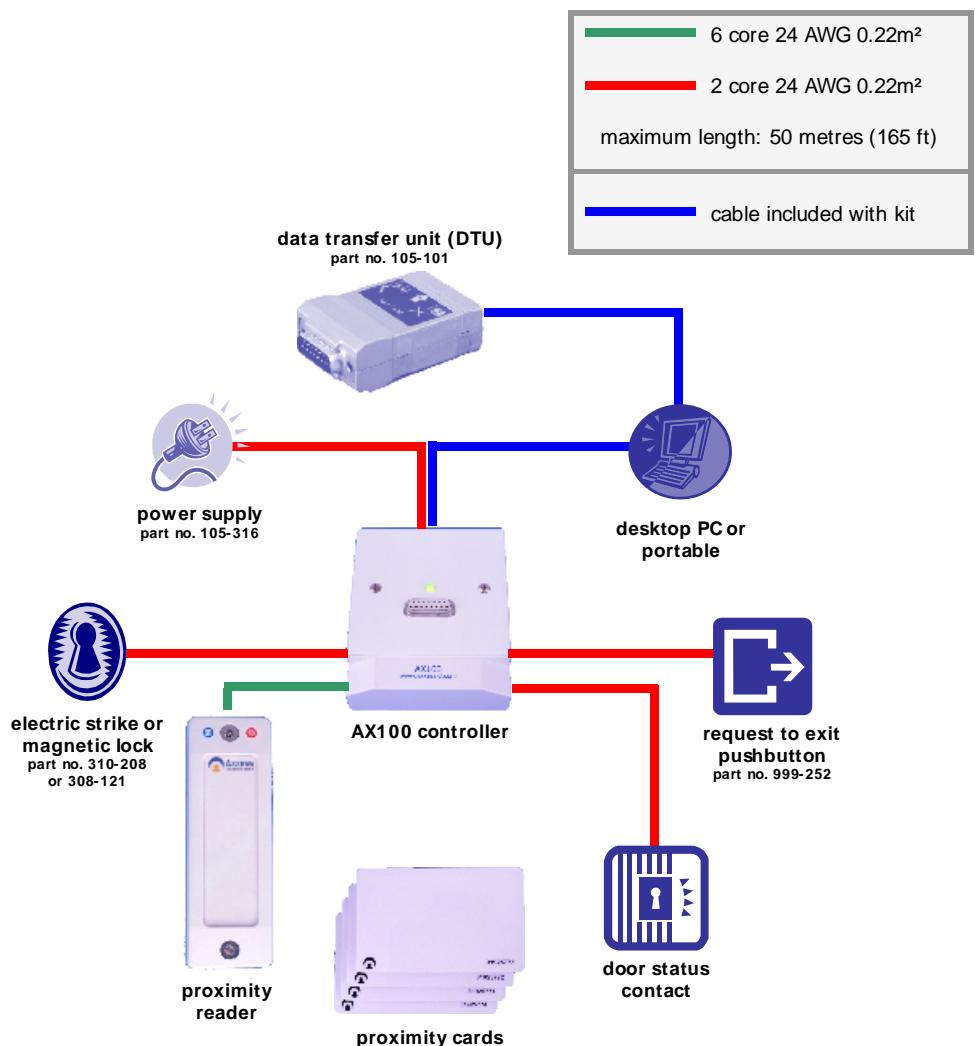 6 core 24 AWG 0.22m²
2 core 24 AWG 0.22m²
maximum length: 50 metres (165 ft)
cable included with kit
data transfer unit (DTU)
part no. 105-101
power supply
part no. 105-316
desktop PC or
portable
electric strike or
magnetic lock
part no. 310-208
or 308-121
AX100
AX100 controller
request to exit
pushbutton
part no. 999-252
proximity
reader
proximity cards
door status
contact